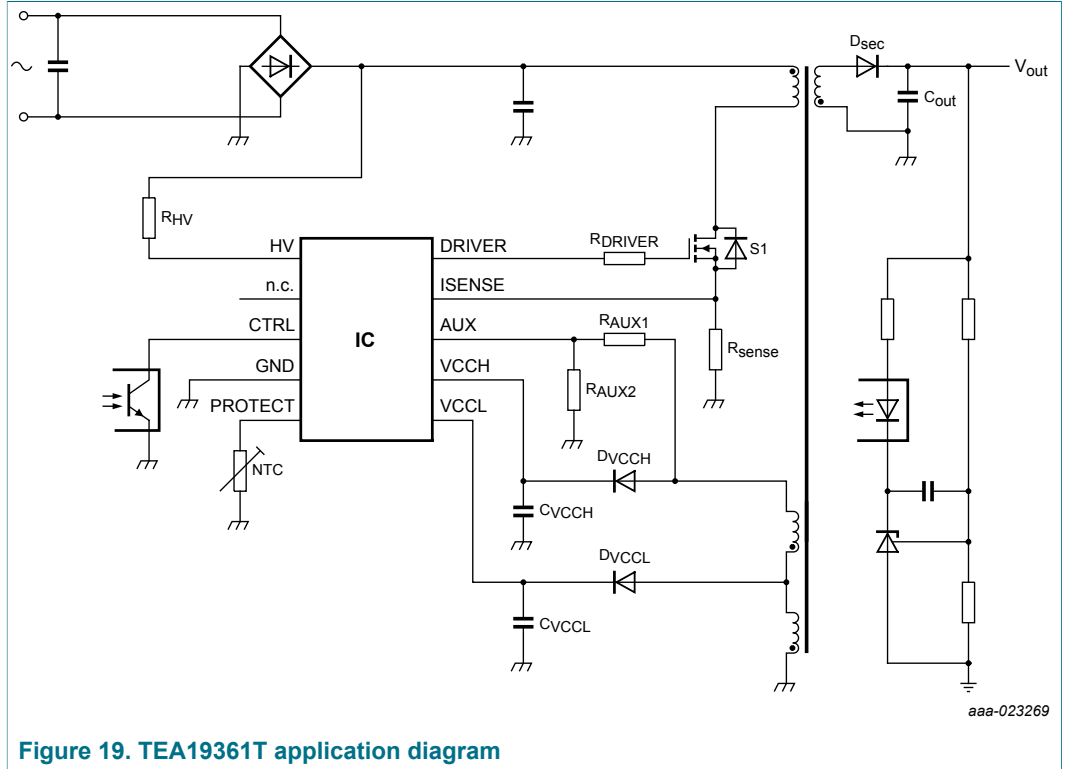 Dsec
Vout
Cout
RHV
HV
DRIVER
RDRIVER
S1
n.c.
ISENSE
CTRL
AUX
RAUX1
Rsense
IC
GND
VCCH
RAUX2
PROTECT
VCCL
NTC
DVCCH
CVCCH
DVCCL
CVCCL
aaa-023269
Figure 19. TEA19361T application diagram